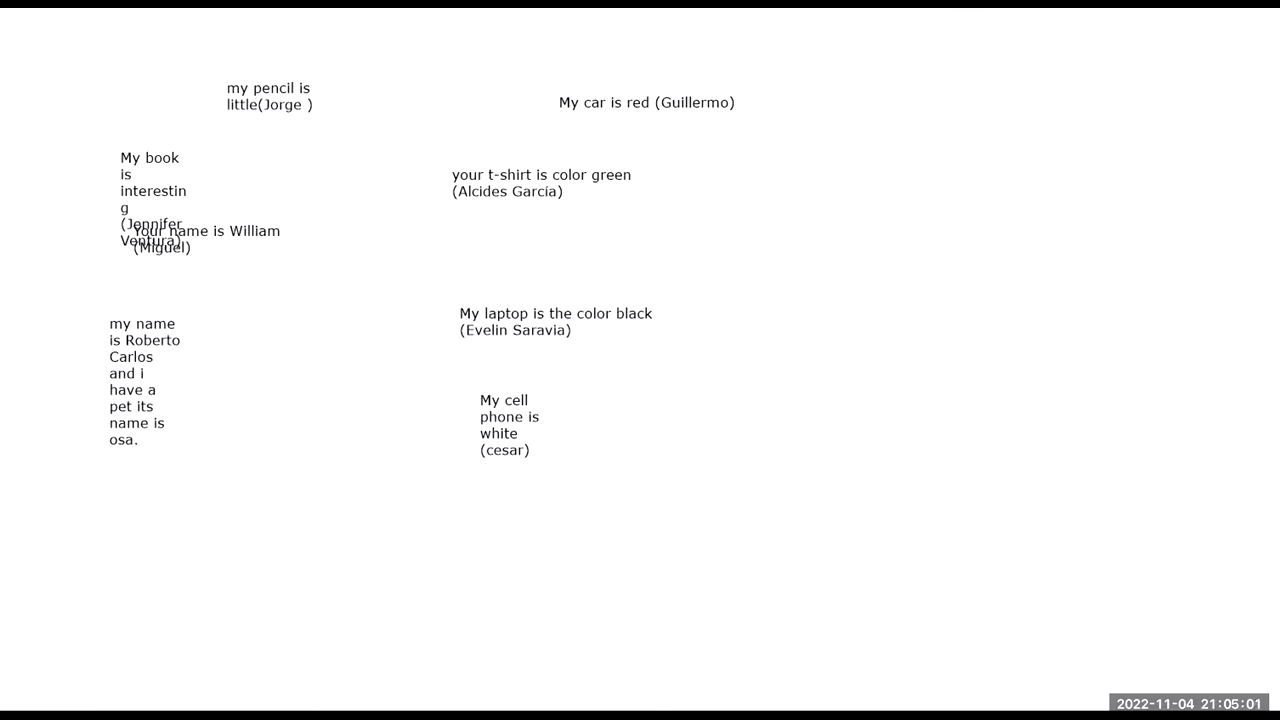 my pencil is
little(Jorge )
My car is red (Guillermo)
My book
is
interestin
g
(Jennifer
Ventura)
your t-shirt is color green
(Alcides García)
Your name is William
(Miguel)
my name
is Roberto
Carlos
and i
have a
pet its
name is
osa.
My laptop is the color black
(Evelin Saravia)
My cell
phone is
white
(cesar)
2022-11-04 21:05:01